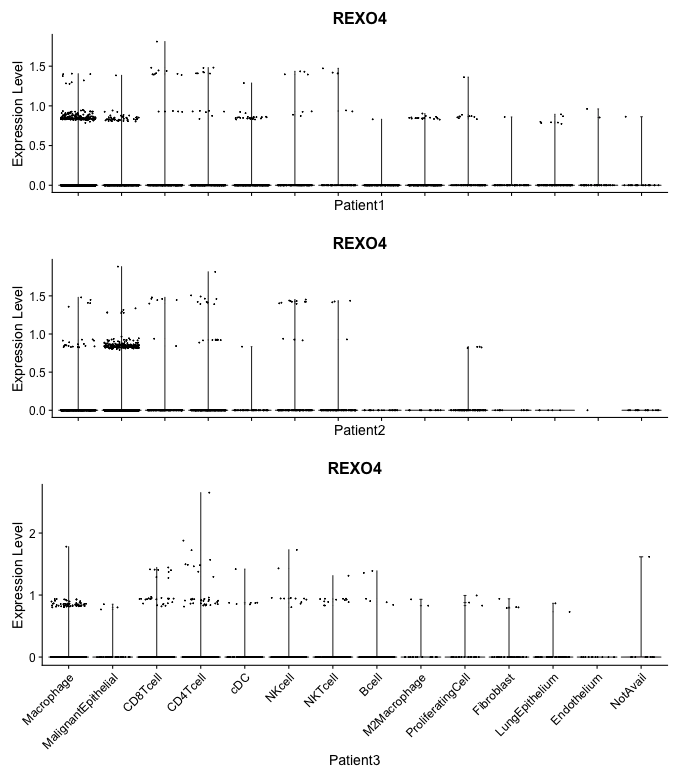 REXO4
Expression Level
1.5
1.0
0.5
0.0
Patient1
REXO4
Expression Level
1.5
1.0
0.5
0.0
Patient2
REXO4
Expression Level
2
1
0
Macrophage
MalignantEpithelial
CD8Tcell
CD4Tcell
cDC
NKcell
NKTcell
Bcell
M2Macrophage
ProliferatingCell
Fibroblast
LungEpithelium
Endothelium
NotAvail
Patient3